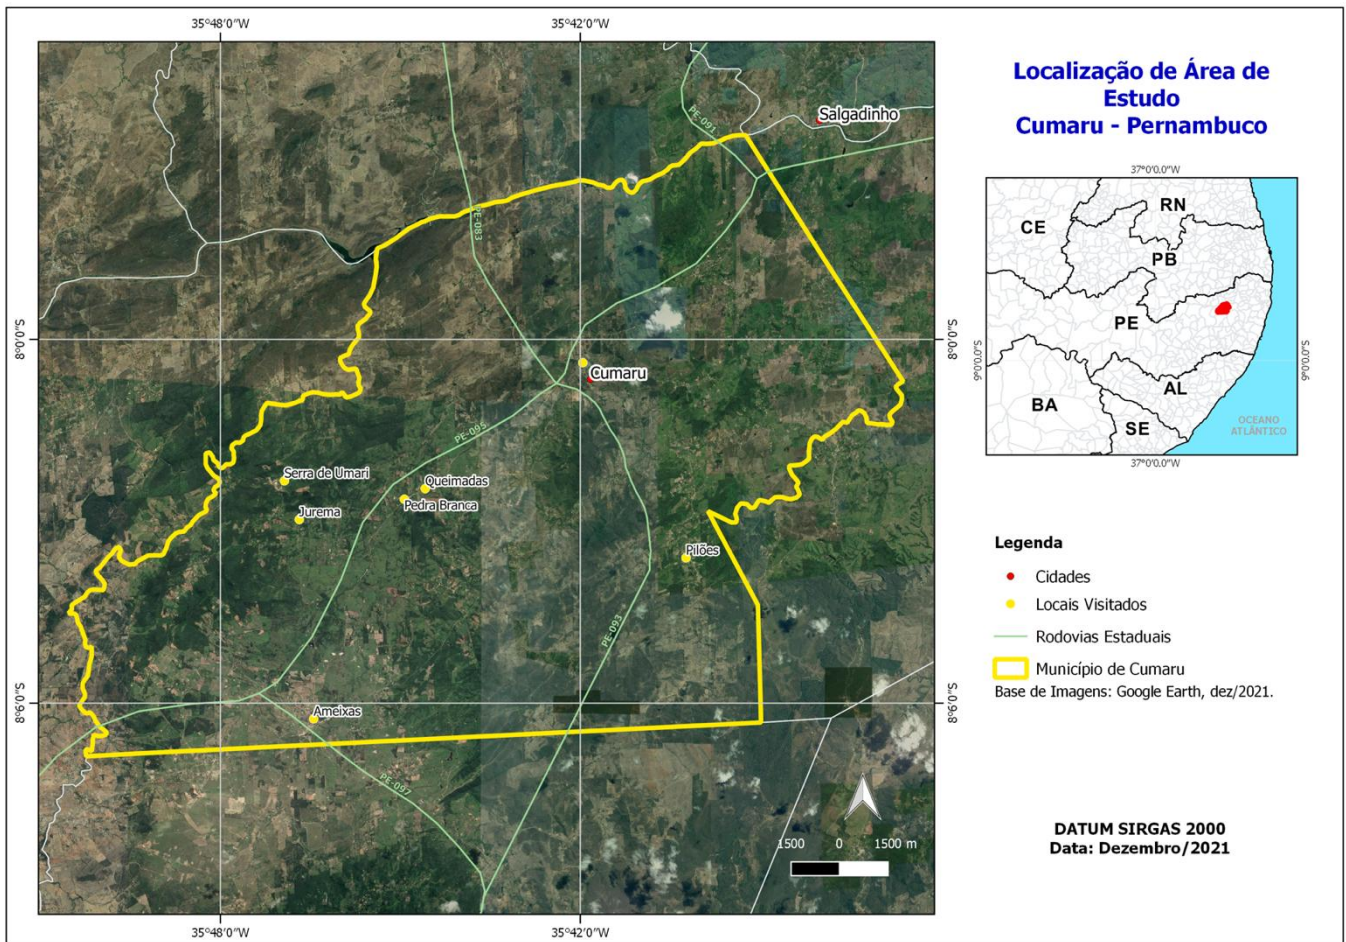 35°48'0"W
35°42'0"W
Salgadinho
PE-091
PE-083
8°0'0"S
8°0'0"S
Cumaru
PE-095
Serra de Umari
Queimadas
Pedra Branca
Jurema
Pilões
PE-093
8°6'0"S
8°6'0"S
Ameixas
PE-097
1500 0 1500 m
35°48'0"W
35°42'0"W
Localização de Área de
Estudo
Cumaru - Pernambuco
37°0'0.0"W
RN
CE
PB
PE
9°0'0.0"S
9°0'0.0"S
AL
BA
SE
OCEANO
ATLÂNTICO
37°0'0.0"W
Legenda
Cidades
Locais Visitados
Rodovias Estaduais
Município de Cumaru
Base de Imagens: Google Earth, dez/2021.
DATUM SIRGAS 2000
Data: Dezembro/2021